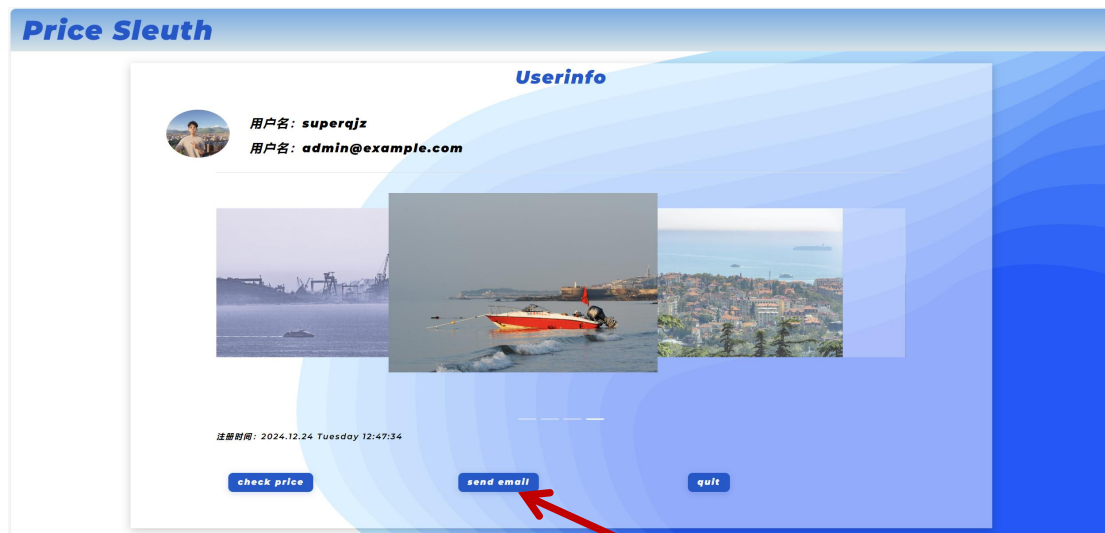 Price Sleuth
Userinfo
用户名：superqjz
用户名：admin@example.com
注册时间：2024.12.24 Tuesday 12:47:34
check price
send email
quit